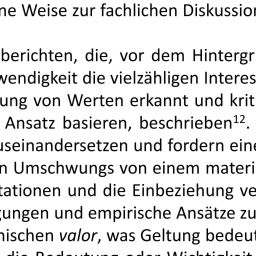 ne Weise zur fachlichen Diskussion
berichten, die, vor dem Hintergr
wendigkeit die vielzähligen Interes
ung von Werten erkannt und krit
Ansatz basieren, beschrieben¹².
useinandersetzen und fordern eine
n Umschwungs von einem materi
tationen und die Einbeziehung ve
gungen und empirische Ansätze zu
nischen valor, was Geltung bedeut
die Bedeutung oder Wichtigkeit